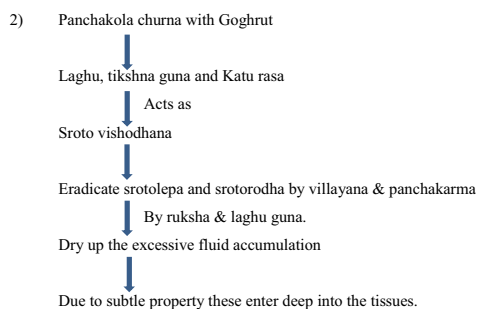 2) Panchakola churna with Goghrut
Laghu, tikshna guna and Katu rasa
Acts as
Sroto vishodhana
Eradicate srotolepa and srotorodha by villayana & panchakarma
By ruksha & laghu guna.
Dry up the excessive fluid accumulation
Due to subtle property these enter deep into the tissues.